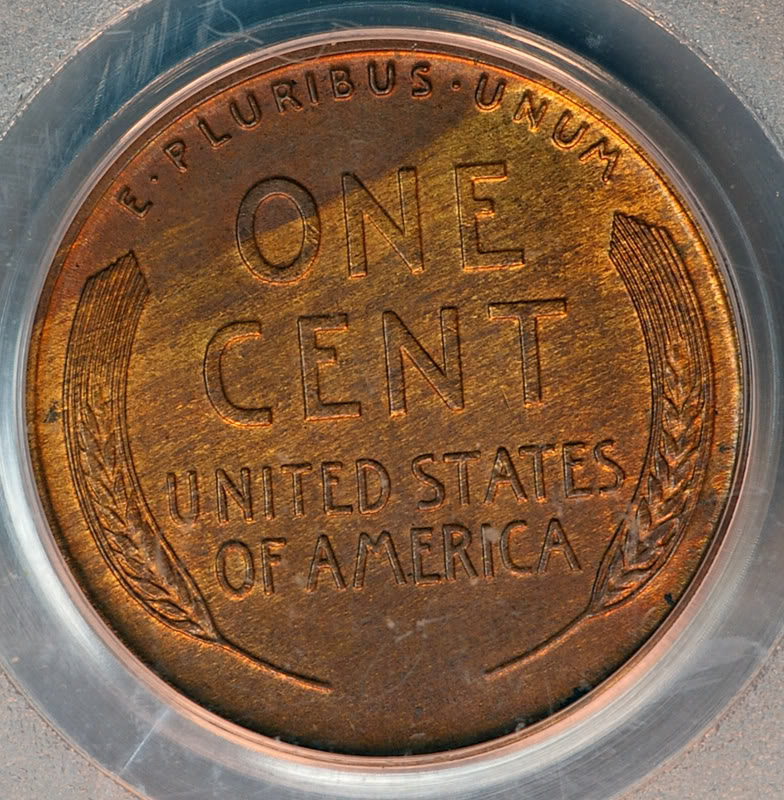 E·PLURIBUS·UNUM
ONE
CENT
UNITED STATES
OF AMERICA